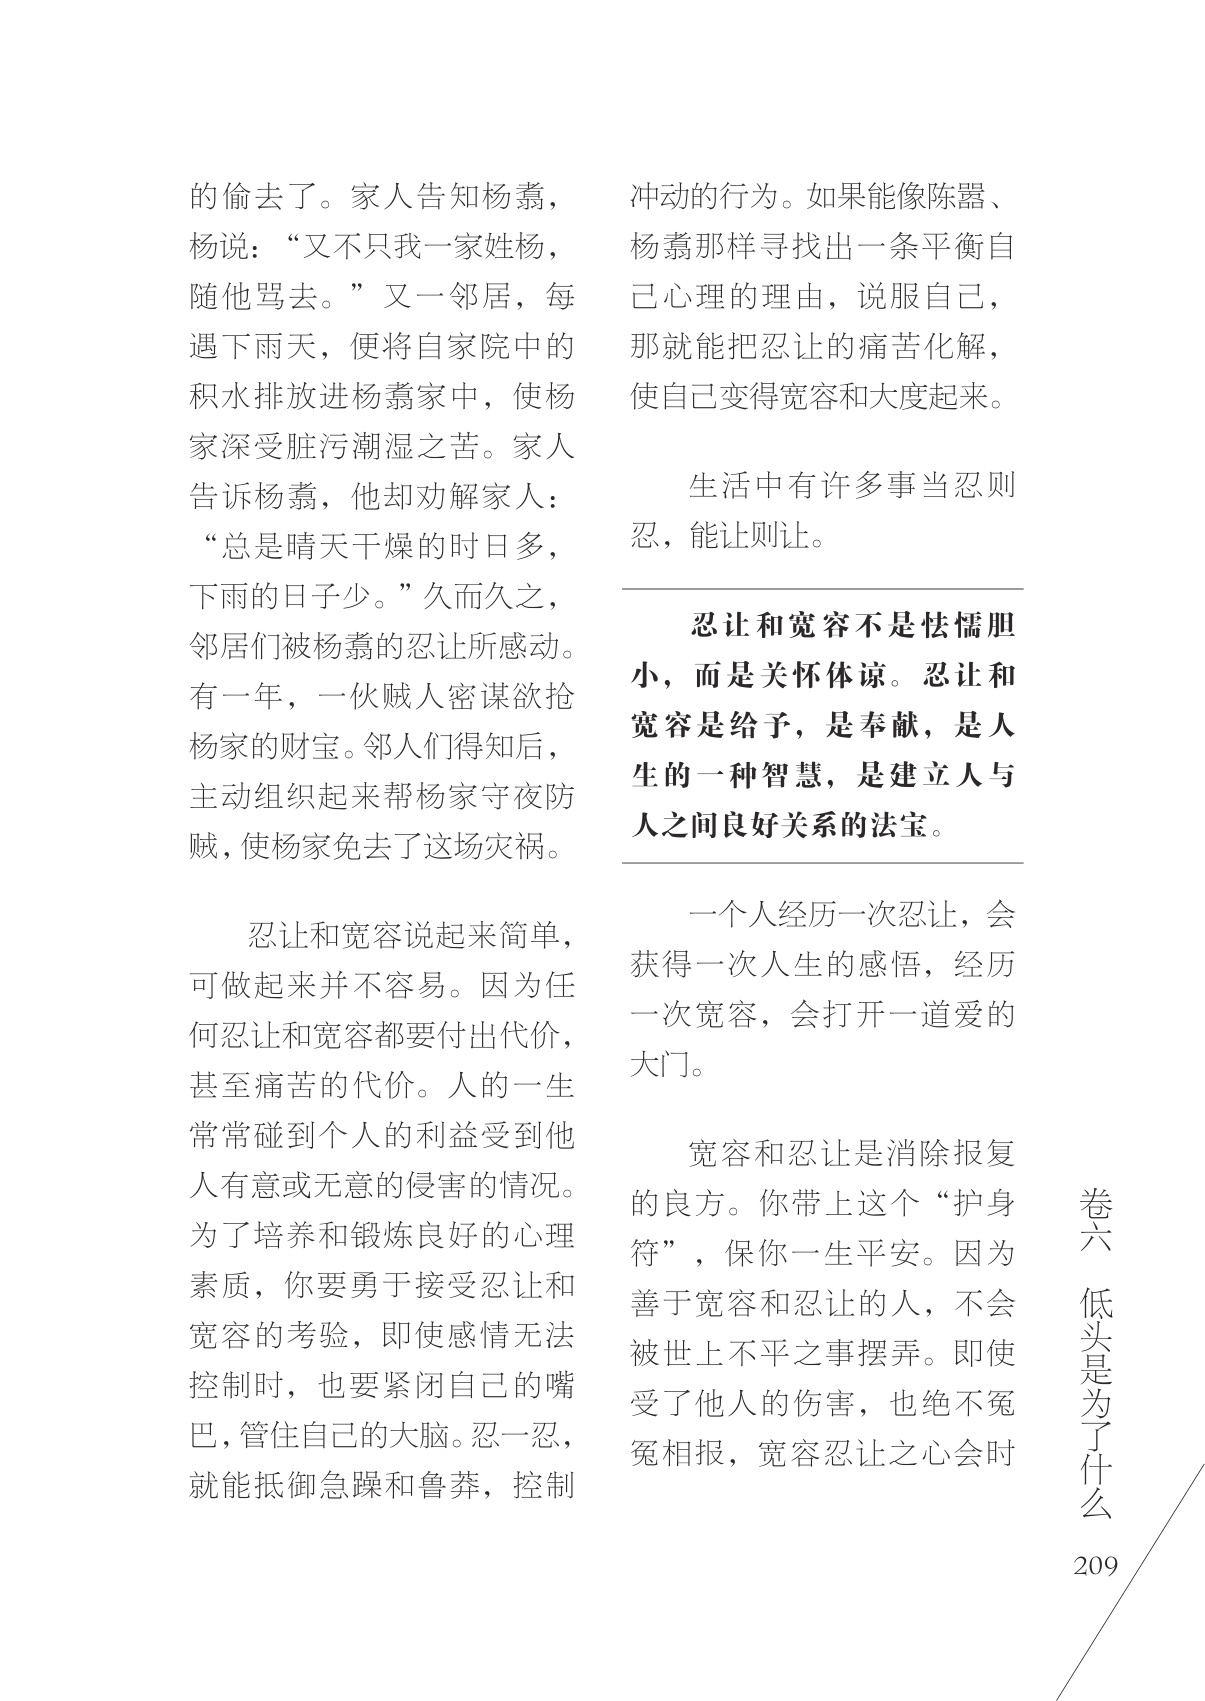 的偷去了。家人告知杨翥，
杨说：“又不只我一家姓杨，
随他骂去。”又一邻居，每
遇下雨天，便将自家院中的
积水排放进杨翥家中，使杨
家深受脏污潮湿之苦。家人
告诉杨翥，他却劝解家人：
“总是晴天干燥的时日多，
下雨的日子少。”久而久之，
邻居们被杨翥的忍让所感动。
有一年，一伙贼人密谋欲抢
杨家的财宝。邻人们得知后，
主动组织起来帮杨家守夜防
贼，使杨家免去了这场灾祸。
忍让和宽容说起来简单，
可做起来并不容易。因为任
何忍让和宽容都要付出代价，
甚至痛苦的代价。人的一生
常常碰到个人的利益受到他
人有意或无意的侵害的情况。
为了培养和锻炼良好的心理
素质，你要勇于接受忍让和
宽容的考验，即使感情无法
控制时，也要紧闭自己的嘴
巴，管住自己的大脑。忍一忍，
就能抵御急躁和鲁莽，控制
冲动的行为。如果能像陈嚣、
杨翥那样寻找出一条平衡自
己心理的理由，说服自己，
那就能把忍让的痛苦化解，
使自己变得宽容和大度起来。
生活中有许多事当忍则
忍，能让则让。
忍让和宽容不是怯懦胆
小，而是关怀体谅。忍让和
宽容是给予，是奉献，是人
生的一种智慧，是建立人与
人之间良好关系的法宝。
一个人经历一次忍让，会
获得一次人生的感悟，经历
一次宽容，会打开一道爱的
大门。
宽容和忍让是消除报复
的良方。你带上这个“护身
符”，保你一生平安。因为
善于宽容和忍让的人，不会
被世上不平之事摆弄。即使
受了他人的伤害，也绝不冤
冤相报，宽容忍让之心会时
卷六 低头是为了什么
209